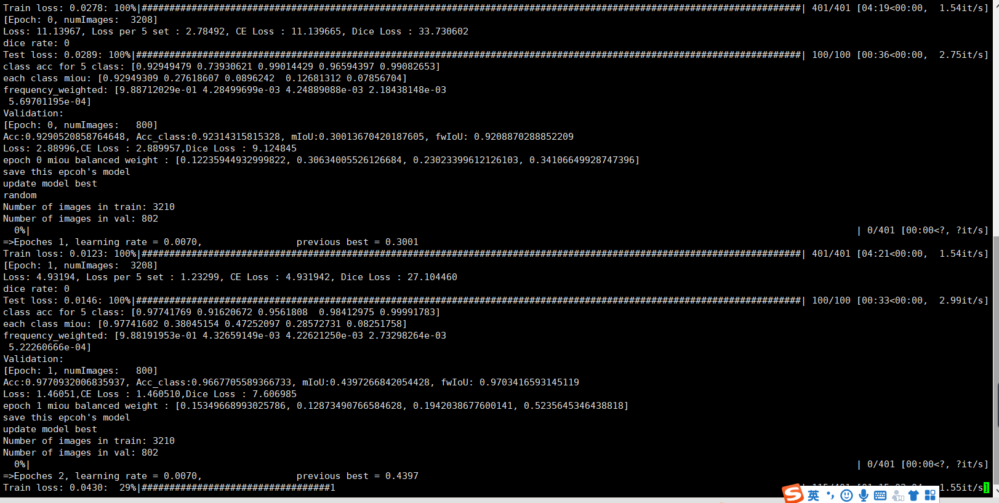 Train loss: 0.0278: 100%|#######################################################################################################################| 401/401 [04:19<00:00,  1.54it/s]
[Epoch: 0, numImages:  3208]
Loss: 11.13967, Loss per 5 set : 2.78492, CE Loss : 11.139665, Dice Loss : 33.730602
dice rate: 0
Test loss: 0.0289: 100%|########################################################################################################################| 100/100 [00:36<00:00,  2.75it/s]
class acc for 5 class: [0.92949479 0.73930621 0.99014429 0.96594397 0.99082653]
each class miou: [0.92949309 0.27618607 0.0896242  0.12681312 0.07856704]
frequency_weighted: [9.88712029e-01 4.28499699e-03 4.24889088e-03 2.18438148e-03
 5.69701195e-04]
Validation:
[Epoch: 0, numImages:   800]
Acc:0.9290520858764648, Acc_class:0.92314315815328, mIoU:0.30013670420187605, fwIoU: 0.9208870288852209
Loss: 2.88996,CE Loss : 2.889957,Dice Loss : 9.124845
epoch 0 miou balanced weight : [0.12235944932999822, 0.30634005526126684, 0.23023399612126103, 0.34106649928747396]
save this epcoh's model
update model best
random
Number of images in train: 3210
Number of images in val: 802
  0%| | 0/401 [00:00<?, ?it/s]
=>Epoches 1, learning rate = 0.0070,                 previous best = 0.3001
Train loss: 0.0123: 100%|#######################################################################################################################| 401/401 [04:21<00:00,  1.54it/s]
[Epoch: 1, numImages:  3208]
Loss: 4.93194, Loss per 5 set : 1.23299, CE Loss : 4.931942, Dice Loss : 27.104460
dice rate: 0
Test loss: 0.0146: 100%|########################################################################################################################| 100/100 [00:33<00:00,  2.99it/s]
class acc for 5 class: [0.97741769 0.91620672 0.9561808  0.98412975 0.99991783]
each class miou: [0.97741602 0.38045154 0.47252097 0.28572731 0.08251758]
frequency_weighted: [9.88191953e-01 4.32659149e-03 4.22621250e-03 2.73298264e-03
 5.22260666e-04]
Validation:
[Epoch: 1, numImages:   800]
Acc:0.9770932006835937, Acc_class:0.9667705589366733, mIoU:0.4397266842054428, fwIoU: 0.9703416593145119
Loss: 1.46051,CE Loss : 1.460510,Dice Loss : 7.606985
epoch 1 miou balanced weight : [0.15349668993025786, 0.12873490766584628, 0.1942038677600141, 0.5235645346438818]
save this epcoh's model
update model best
Number of images in train: 3210
Number of images in val: 802
  0%| | 0/401 [00:00<?, ?it/s]
=>Epoches 2, learning rate = 0.0070,                 previous best = 0.4397
Train loss: 0.0430:  29%|##################################1 1.55it/s]
英